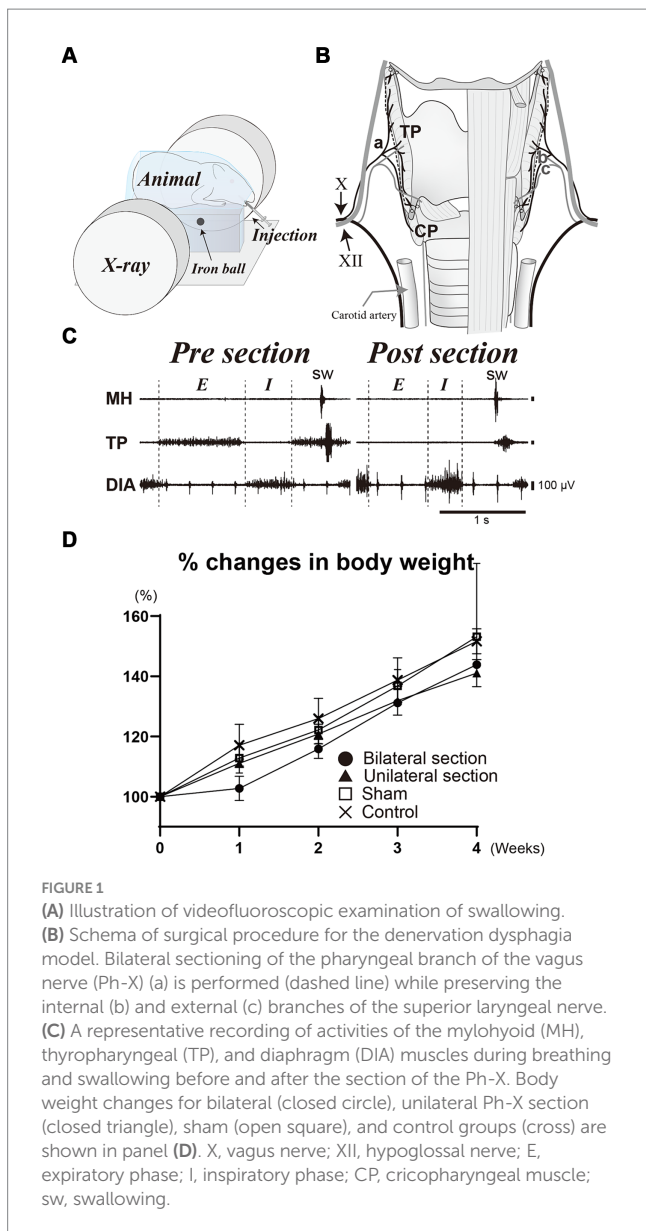 A
Animal
Injection
X-ray
Iron ball
B
a
TP
b
c
X
CP
XII
Carotid artery
C
Pre section
Post section
E
I
sw
E
I
sw
MH
TP
DIA
100 µV
1 s
D
% changes in body weight
(%)
160
140
120
100
Bilateral section
Unilateral section
Sham
Control
0
1
2
3
4
(Weeks)
FIGURE 1
(A) Illustration of videofluoroscopic examination of swallowing.
(B) Schema of surgical procedure for the denervation dysphagia
model. Bilateral sectioning of the pharyngeal branch of the vagus
nerve (Ph-X) (a) is performed (dashed line) while preserving the
internal (b) and external (c) branches of the superior laryngeal nerve.
(C) A representative recording of activities of the mylohyoid (MH),
thyropharyngeal (TP), and diaphragm (DIA) muscles during breathing
and swallowing before and after the section of the Ph-X. Body
weight changes for bilateral (closed circle), unilateral Ph-X section
(closed triangle), sham (open square), and control groups (cross) are
shown in panel (D). X, vagus nerve; XII, hypoglossal nerve; E,
expiratory phase; I, inspiratory phase; CP, cricopharyngeal muscle;
sw, swallowing.